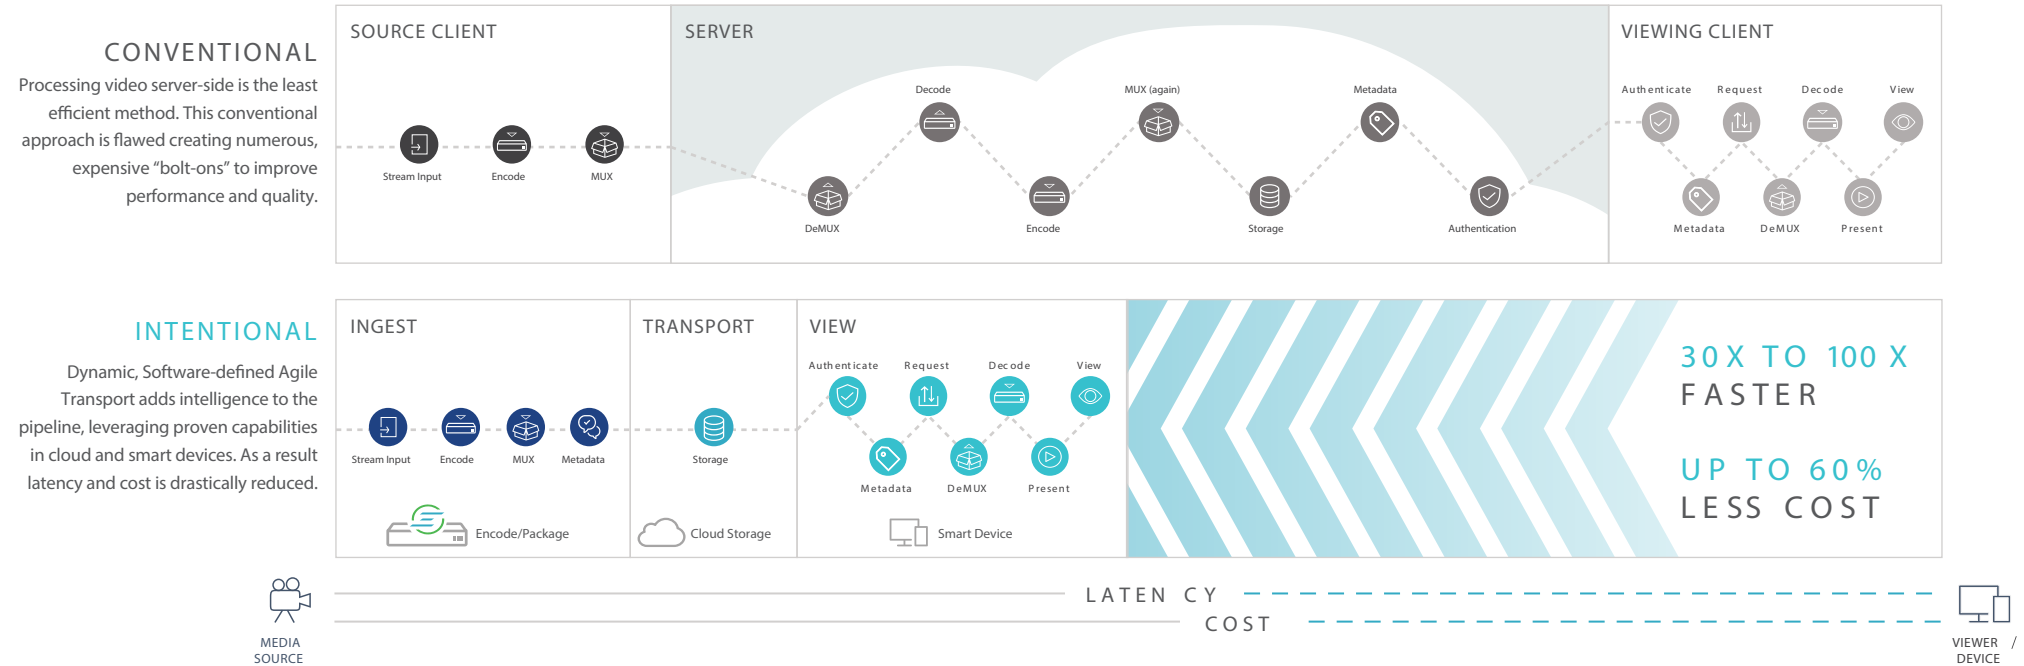 CONVENTIONAL
Processing video server-side is the least
efficient method. This conventional
approach is flawed creating numerous,
expensive “bolt-ons” to improve
performance and quality.
SOURCE CLIENT
Stream Input
Encode
MUX
SERVER
DeMUX
Decode
Encode
MUX (again)
Storage
Metadata
Authentication
VIEWING CLIENT
Authenticate
Request
Decode
View
Metadata
DeMUX
Present
INTENTIONAL
Dynamic, Software-defined Agile
Transport adds intelligence to the
pipeline, leveraging proven capabilities
in cloud and smart devices. As a result
latency and cost is drastically reduced.
INGEST
Stream Input
Encode
MUX
Metadata
Encode/Package
TRANSPORT
Storage
Cloud Storage
VIEW
Authenticate
Request
Decode
View
Metadata
DeMUX
Present
Smart Device
30X TO 100 X
FASTER
UP TO 60%
LESS COST
LATEN CY
COST
MEDIA
SOURCE
VIEWER /
DEVICE